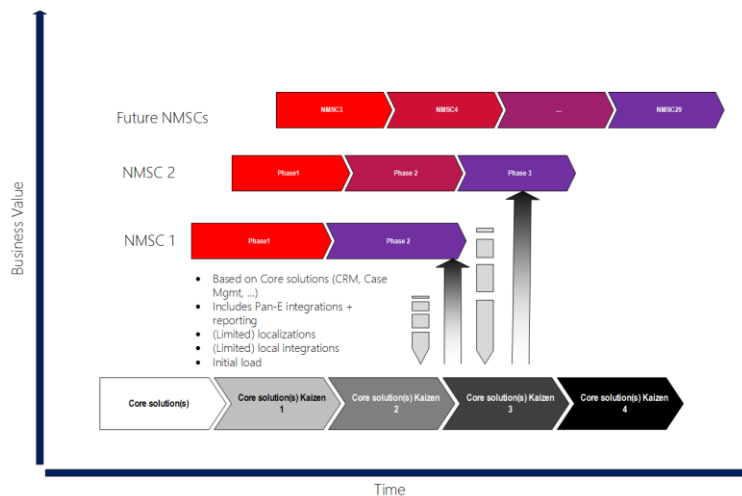 Business Value
Future NMSCs
NMSC3
NMSC4
...
NMSC29
NMSC 2
Phase1
Phase 2
Phase 3
NMSC 1
Phase1
Phase 2
• Based on Core solutions (CRM, Case
Mgmt, ...)
• Includes Pan-E integrations +
reporting
• (Limited) localizations
• (Limited) local integrations
• Initial load
Core solution(s)
Core solution(s) Kaizen
1
Core solution(s) Kaizen
2
Core solution(s) Kaizen
3
Core solution(s) Kaizen
4
Time